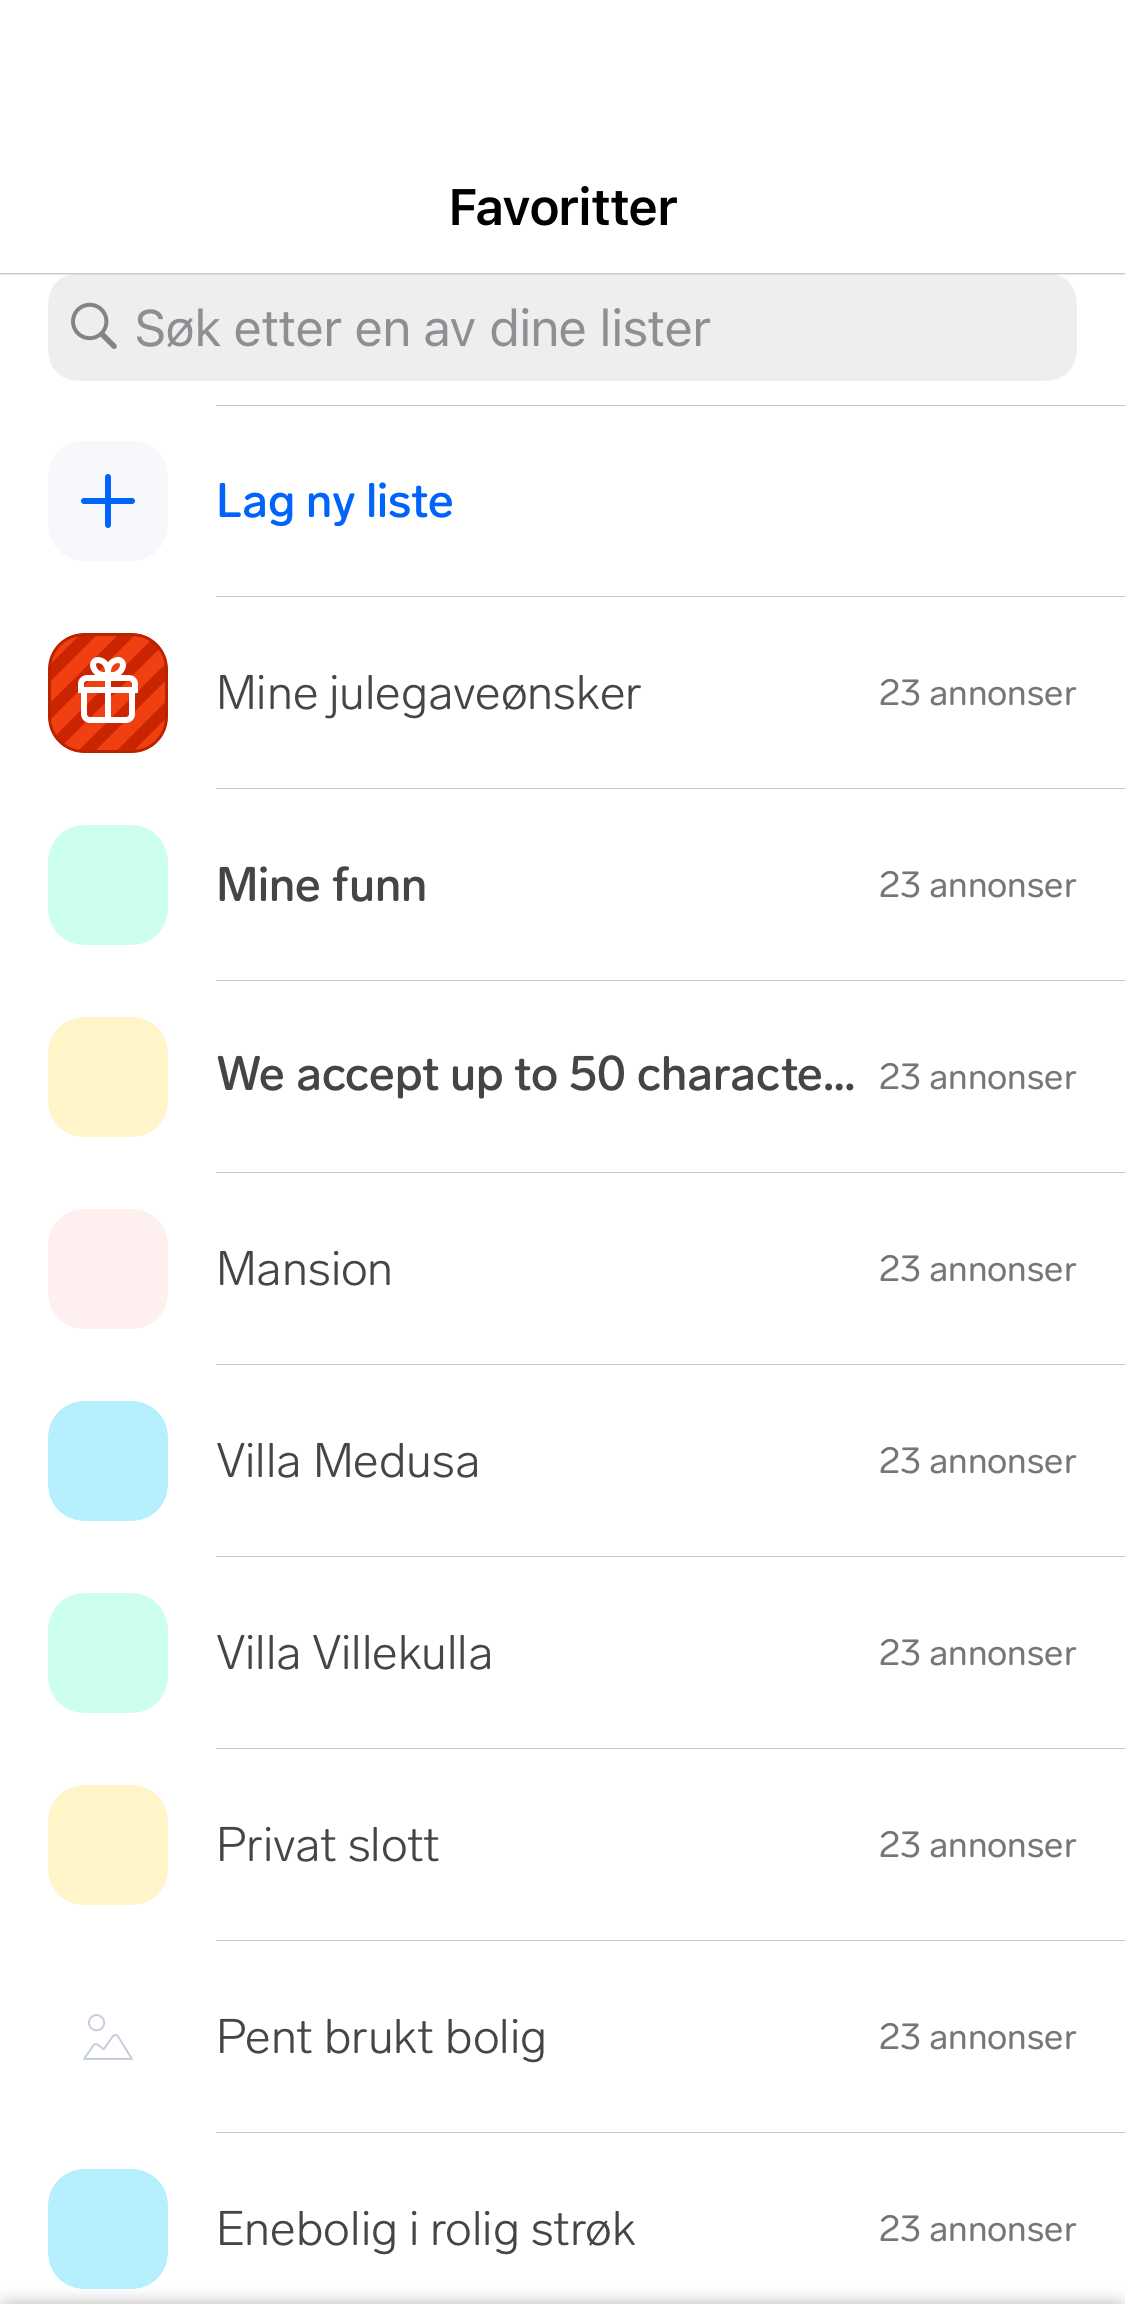 Favoritter
Søk etter en av dine lister
Lag ny liste
Mine julegaveønsker 23 annonser
Mine funn 23 annonser
We accept up to 50 characte... 23 annonser
Mansion 23 annonser
Villa Medusa 23 annonser
Villa Villekulla 23 annonser
Privat slott 23 annonser
Pent brukt bolig 23 annonser
Enebolig i rolig strøk 23 annonser